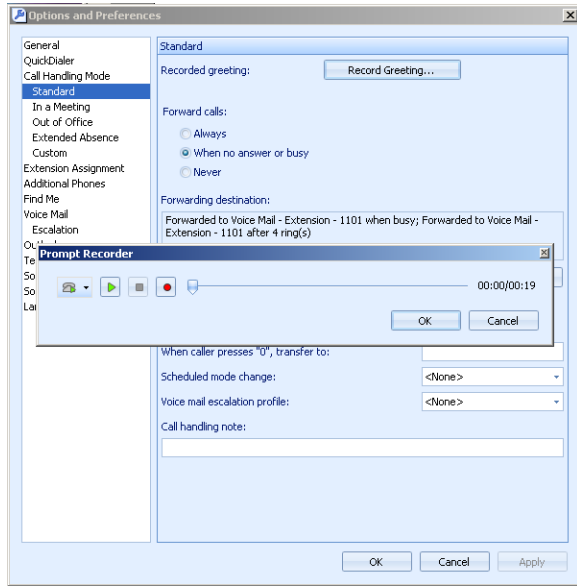 Options and Preferences
General
QuickDialer
Call Handling Mode
Standard
In a Meeting
Out of Office
Extended Absence
Custom
Extension Assignment
Additional Phones
Find Me
Voice Mail
Escalation
Standard
Recorded greeting:
Record Greeting...
Forward calls:
Always
When no answer or busy
Never
Forwarding destination:
Forwarded to Voice Mail - Extension - 1101 when busy; Forwarded to Voice Mail -
Extension - 1101 after 4 ring(s)
Prompt Recorder
00:00/00:19
OK
Cancel
When caller presses "0", transfer to:
Scheduled mode change:
<None>
Voice mail escalation profile:
<None>
Call handling note:
OK
Cancel
Apply